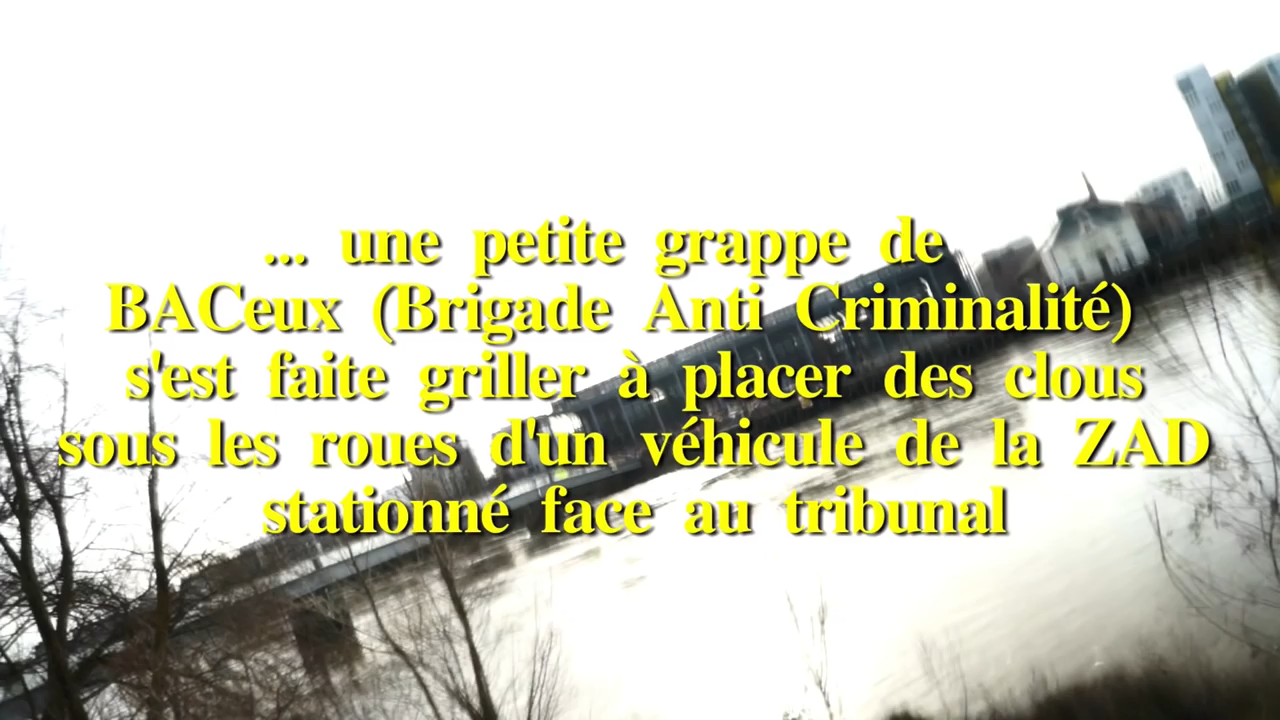 ... une petite grappe de
BACeux (Brigade Anti Criminalité)
s'est faite griller à placer des clous
sous les roues d'un véhicule de la ZAD
stationné face au tribunal